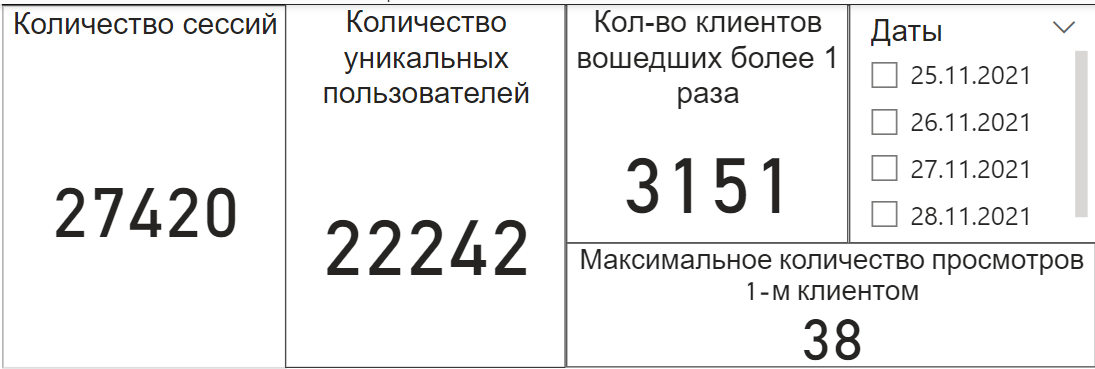 Количество сессий
27420
Количество
уникальных
пользователей
22242
Кол-во клиентов
вошедших более 1
раза
3151
Даты
25.11.2021
26.11.2021
27.11.2021
28.11.2021
Максимальное количество просмотров
1-м клиентом
38